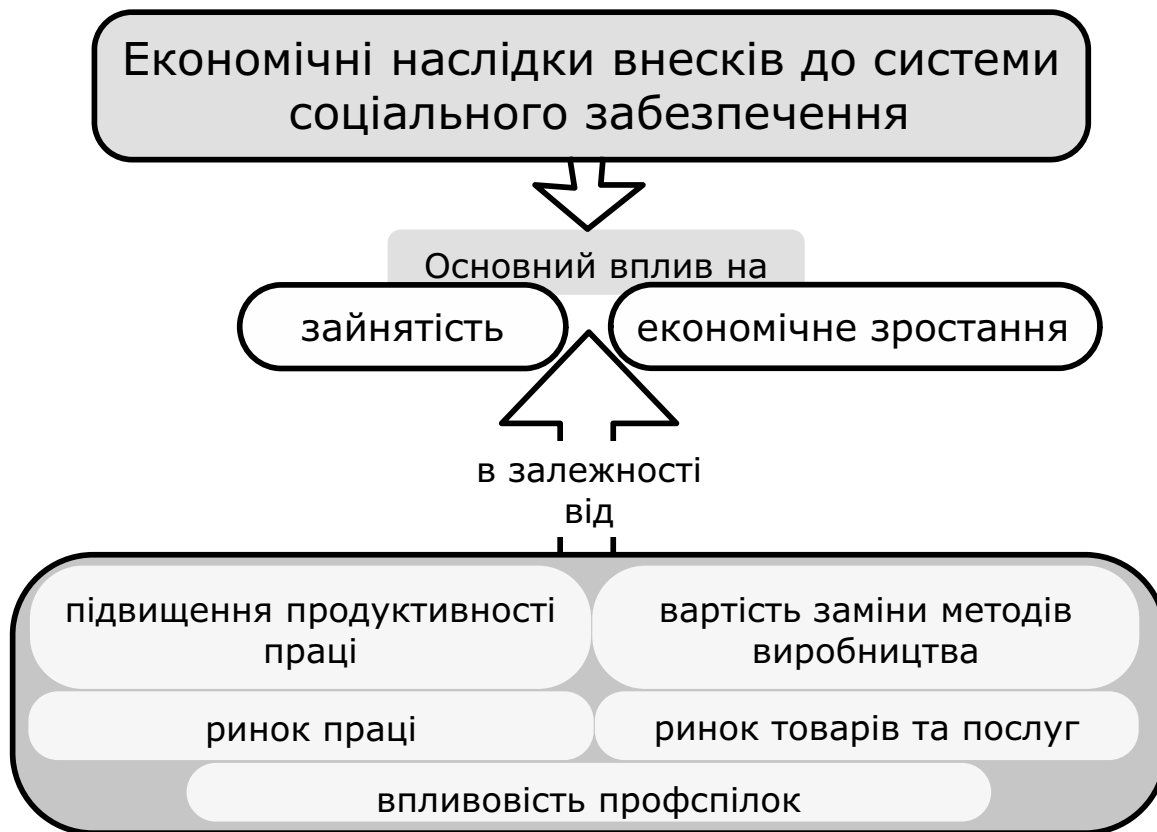 Економічні наслідки внесків до системи
соціального забезпечення
Основний вплив на
зайнятість
економічне зростання
в залежності
від
підвищення продуктивності
праці
вартість заміни методів
виробництва
ринок праці
ринок товарів та послуг
впливовість профспілок